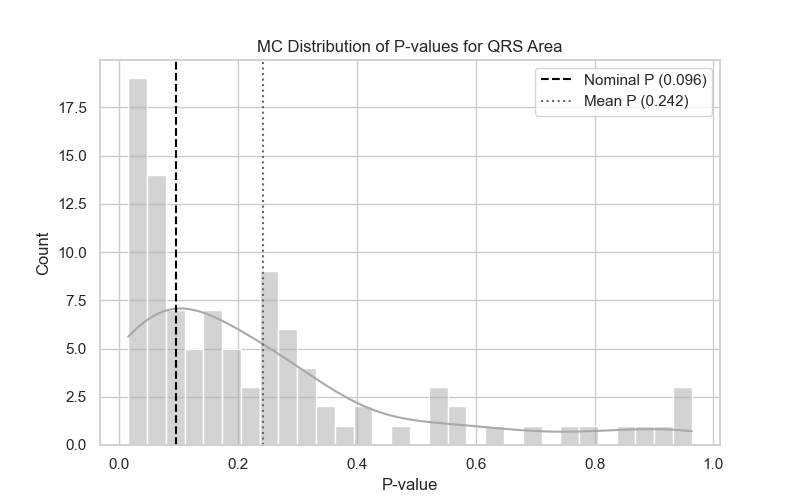 MC Distribution of P-values for QRS Area
Nominal P (0.096)
Mean P (0.242)
17.5
15.0
12.5
10.0
7.5
5.0
2.5
0.0
Count
0.0 0.2 0.4 0.6 0.8 1.0
P-value